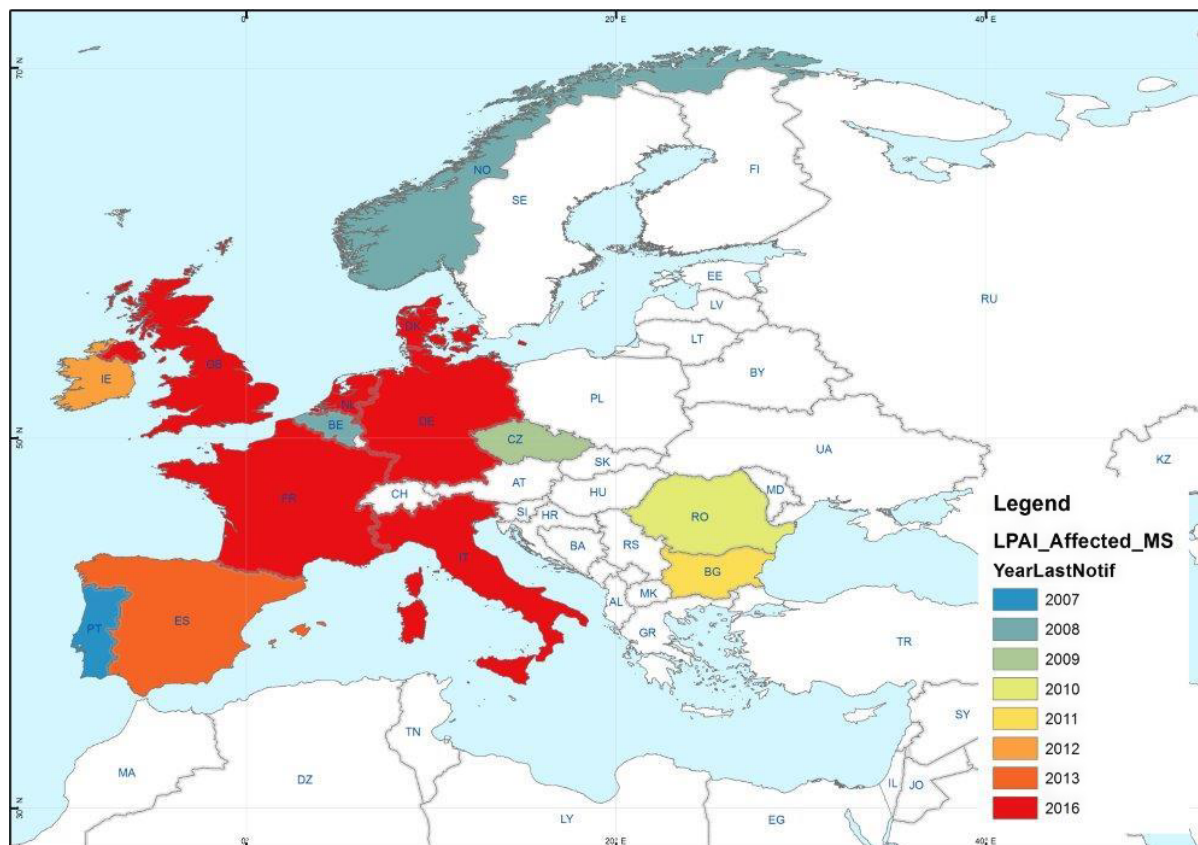 0°
20° E
40° E
70°
NO
FI
SE
EE
RU
LV
DK
LT
IE
GB
BY
NL
PL
BE
DE
50°
CZ
UA
SK
KZ
AT
MD
CH
HU
FR
SI
HR
RO
BA
RS
IT
BG
AL
MK
ES
PT
GR
TR
TN
SY
MA
DZ
IL
JO
30°
LY
EG
0°
20° E
40° E
Legend
LPAI_Affected_MS
YearLastNotif
2007
2008
2009
2010
2011
2012
2013
2016